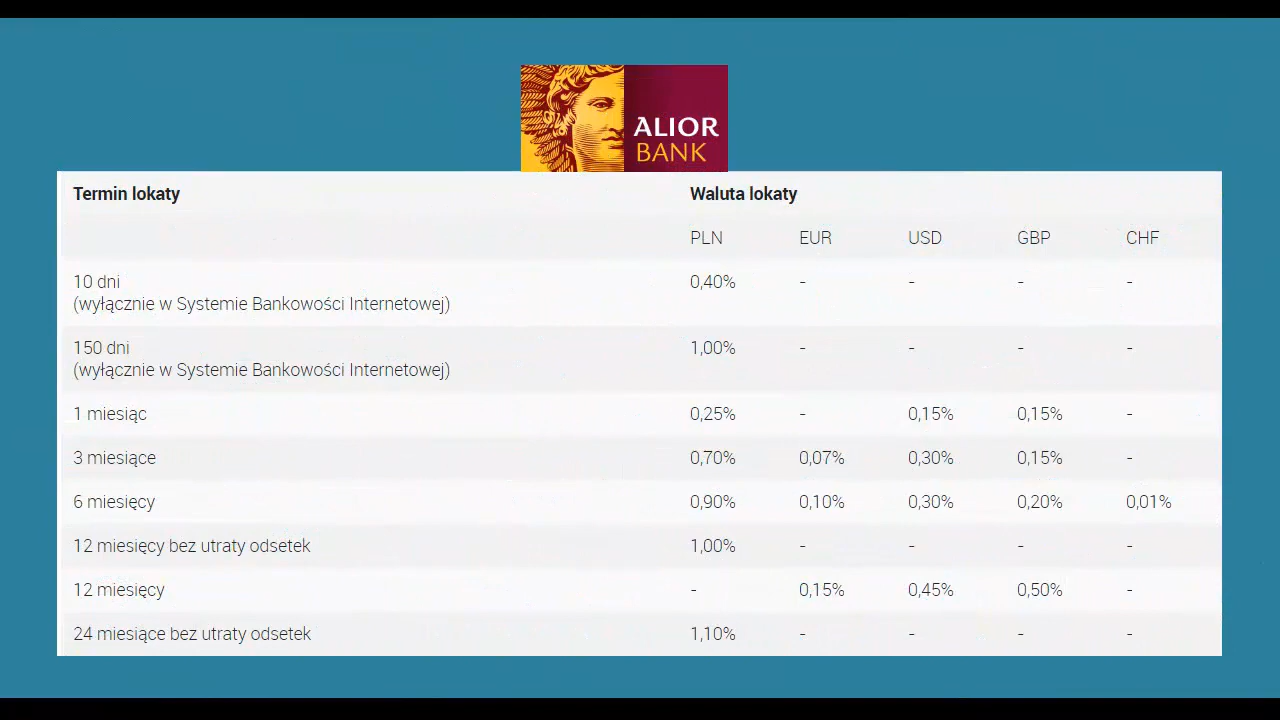 ALIOR
BANK
Termin lokaty Waluta lokaty
PLN EUR USD GBP CHF
10 dni 0,40% - - - -
(wyłącznie w Systemie Bankowości Internetowej)
150 dni 1,00% - - - -
(wyłącznie w Systemie Bankowości Internetowej)
1 miesiąc 0,25% - 0,15% 0,15% -
3 miesiące 0,70% 0,07% 0,30% 0,15% -
6 miesięcy 0,90% 0,10% 0,30% 0,20% 0,01%
12 miesięcy bez utraty odsetek 1,00% - - - -
12 miesięcy - 0,15% 0,45% 0,50% -
24 miesiące bez utraty odsetek 1,10% - - - -